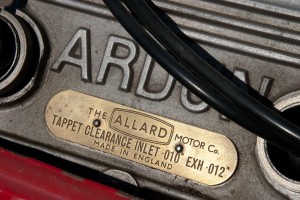 ARDUN
THE ALLARD MOTOR Co.
TAPPET CLEARANCE INLET ·010" EXH ·012"
MADE IN ENGLAND